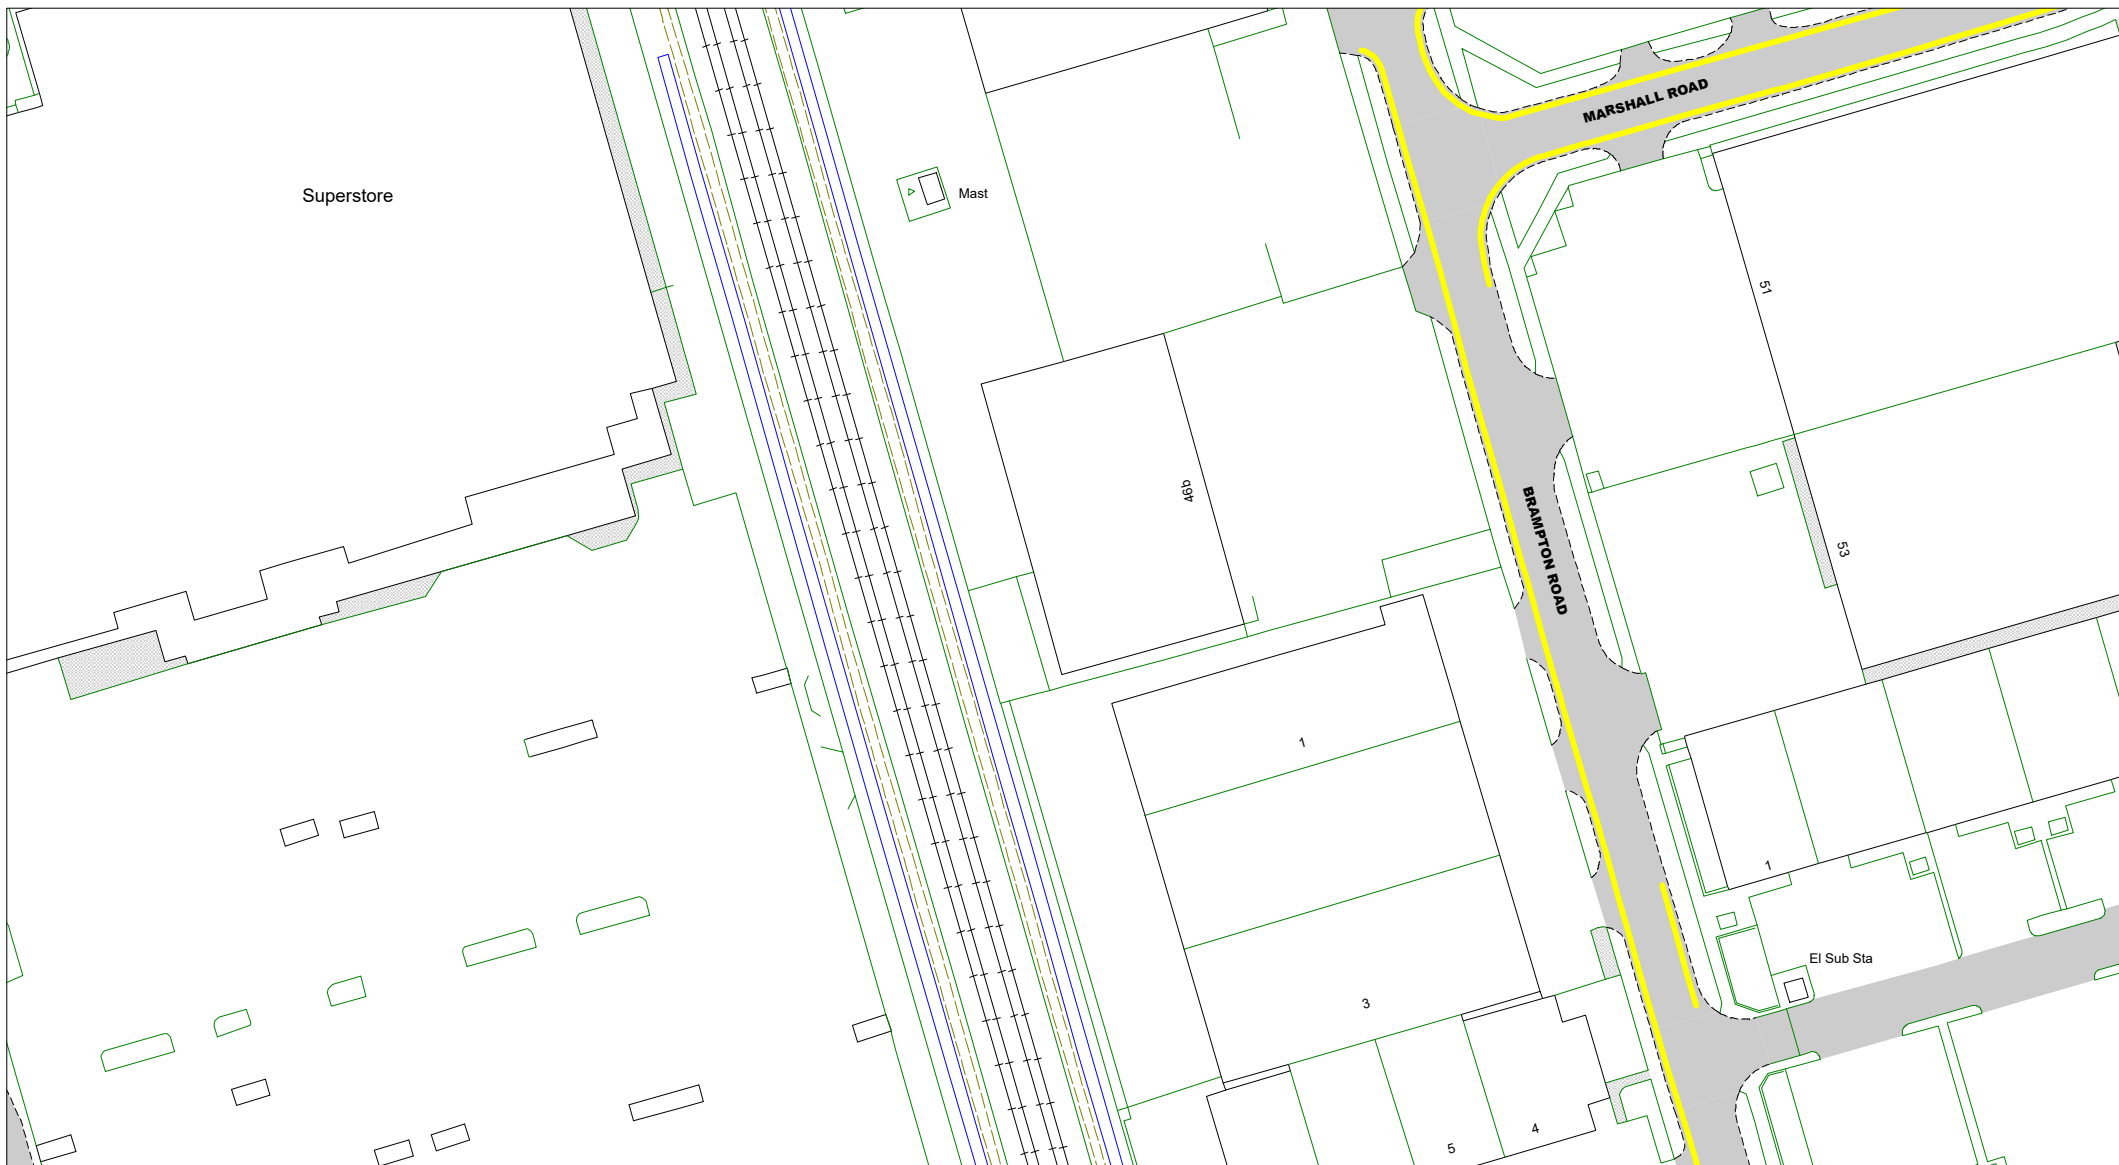 MARSHALL ROAD
Superstore
Mast
51
46b
BRAMPTON ROAD
53
1
1
El Sub Sta
3
4
5